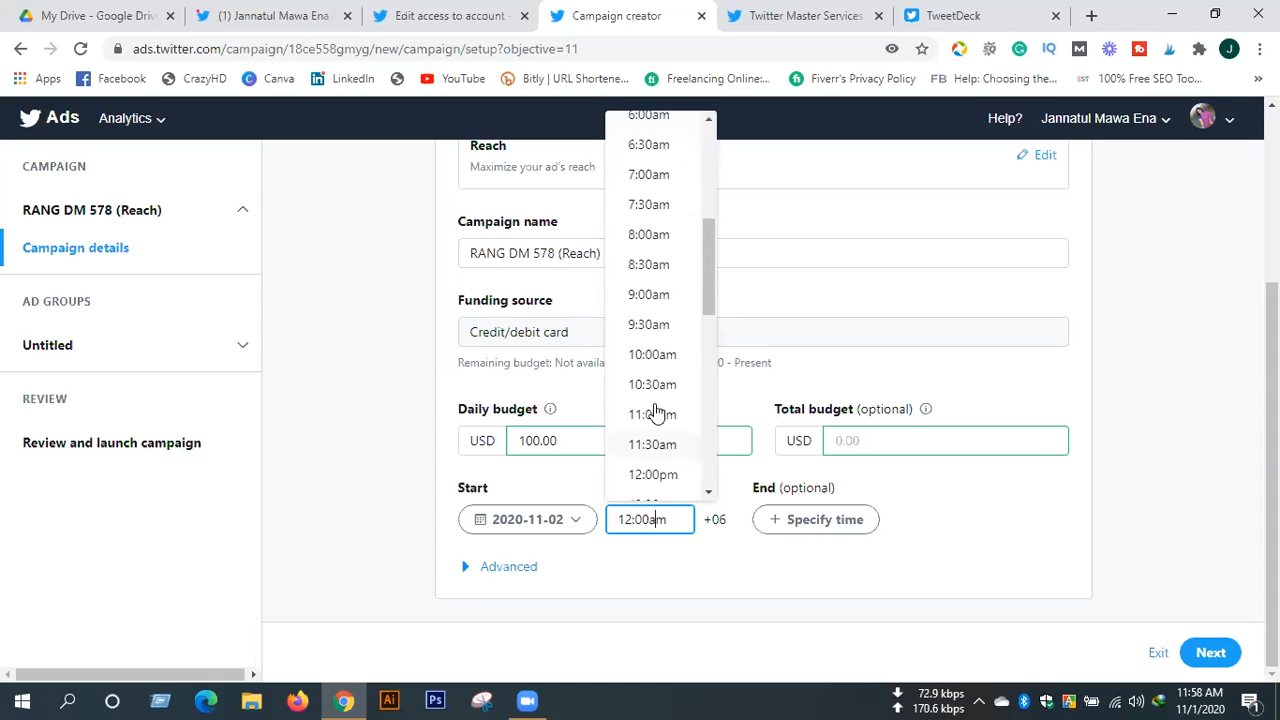 My Drive - Google Driv
(1) Jannatul Mawa Ena
Edit access to account -
Campaign creator
Twitter Master Services
TweetDeck
ads.twitter.com/campaign/18ce558gmyg/new/campaign/setup?objective=11
Apps
Facebook
CrazyHD
Canva
LinkedIn
YouTube
Bitly | URL Shortene...
Freelancing Online:...
Fiverr's Privacy Policy
FB Help: Choosing the...
SST 100% Free SEO Too...
Ads
Analytics
Help?
Jannatul Mawa Ena
CAMPAIGN
RANG DM 578 (Reach)
Campaign details
AD GROUPS
Untitled
REVIEW
Review and launch campaign
Reach
Maximize your ad's reach
Edit
Campaign name
RANG DM 578 (Reach)
Funding source
Credit/debit card
Remaining budget: Not availa
0 - Present
Daily budget
USD 100.00
Total budget (optional)
USD 0.00
Start
2020-11-02
12:00am
+06
End (optional)
+ Specify time
Advanced
6:00am
6:30am
7:00am
7:30am
8:00am
8:30am
9:00am
9:30am
10:00am
10:30am
11:00am
11:30am
12:00pm
Exit
Next
72.9 kbps
170.6 kbps
11:58 AM
11/1/2020